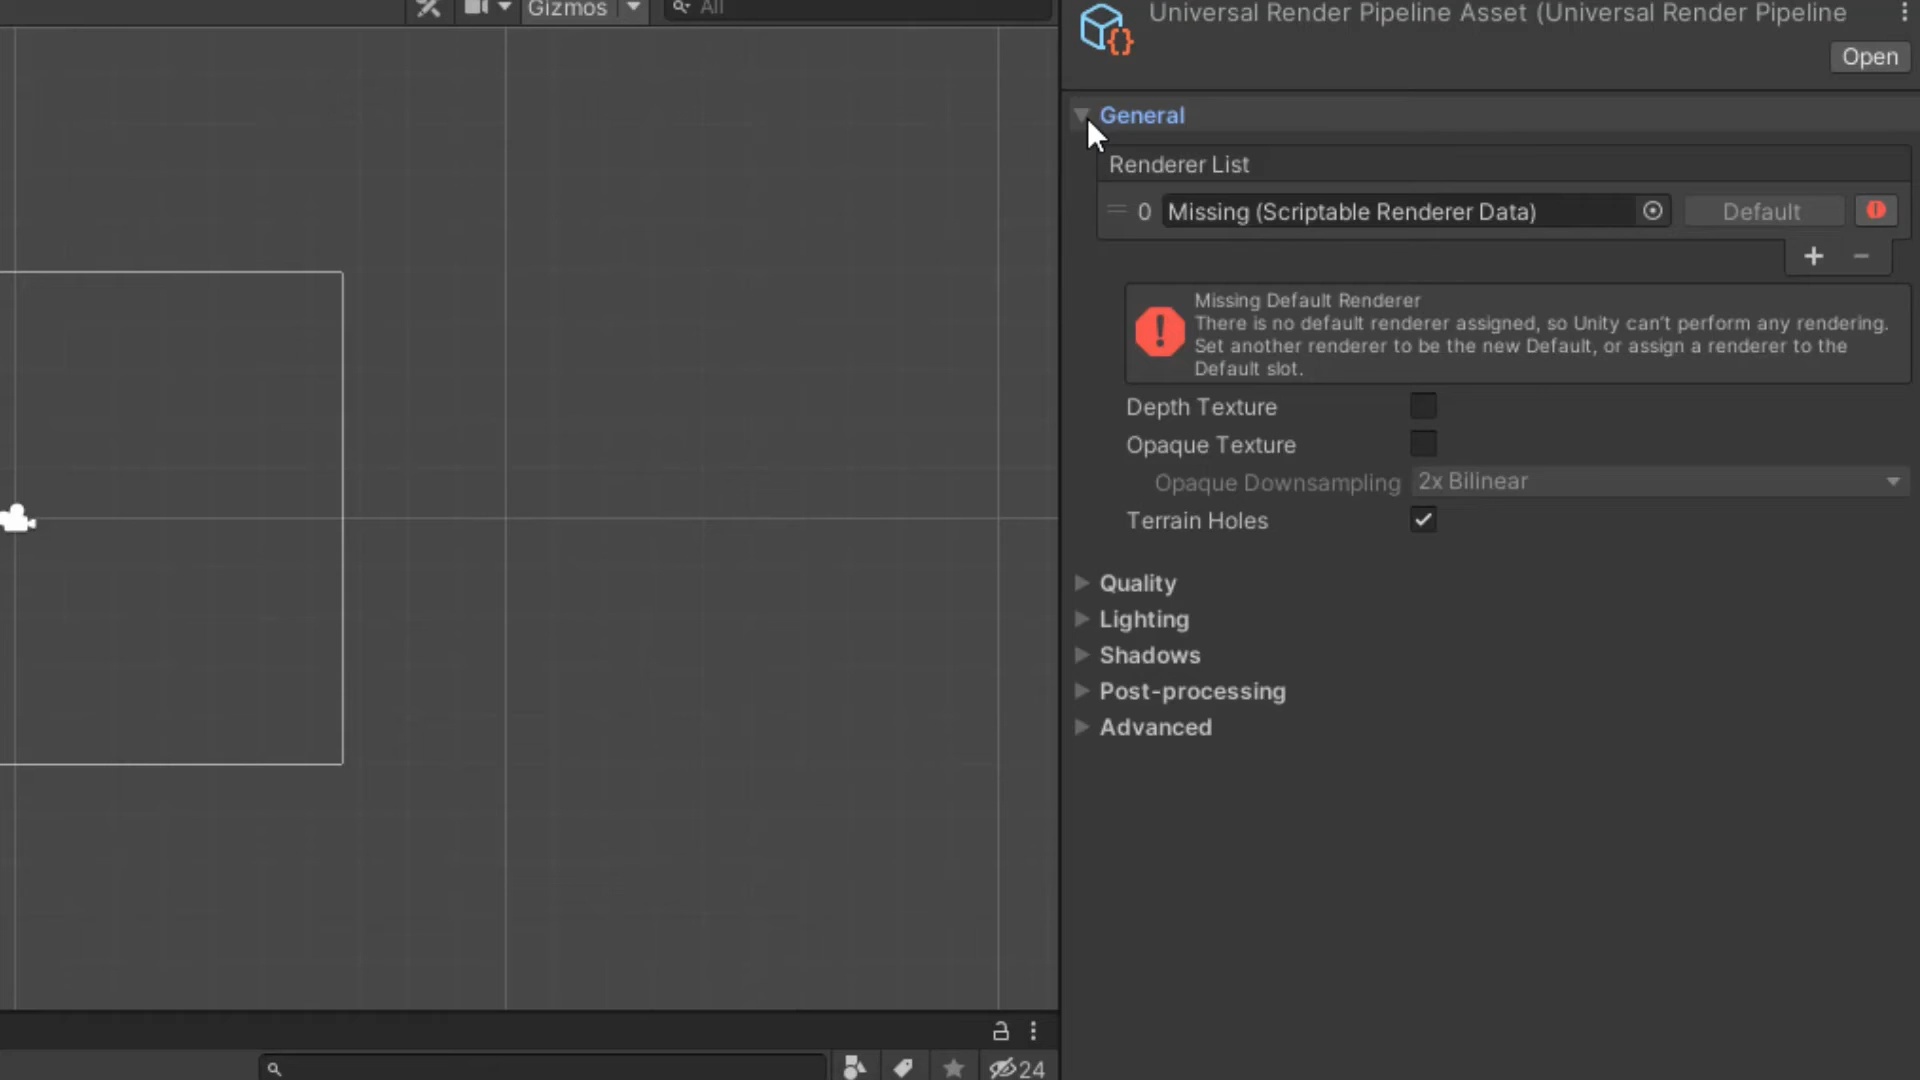 Gizmos
All
Universal Render Pipeline Asset (Universal Render Pipeline
Open
General
Renderer List
0 Missing (Scriptable Renderer Data) Default
Missing Default Renderer
There is no default renderer assigned, so Unity can't perform any rendering.
Set another renderer to be the new Default, or assign a renderer to the
Default slot.
Depth Texture
Opaque Texture
Opaque Downsampling 2x Bilinear
Terrain Holes
Quality
Lighting
Shadows
Post-processing
Advanced
24